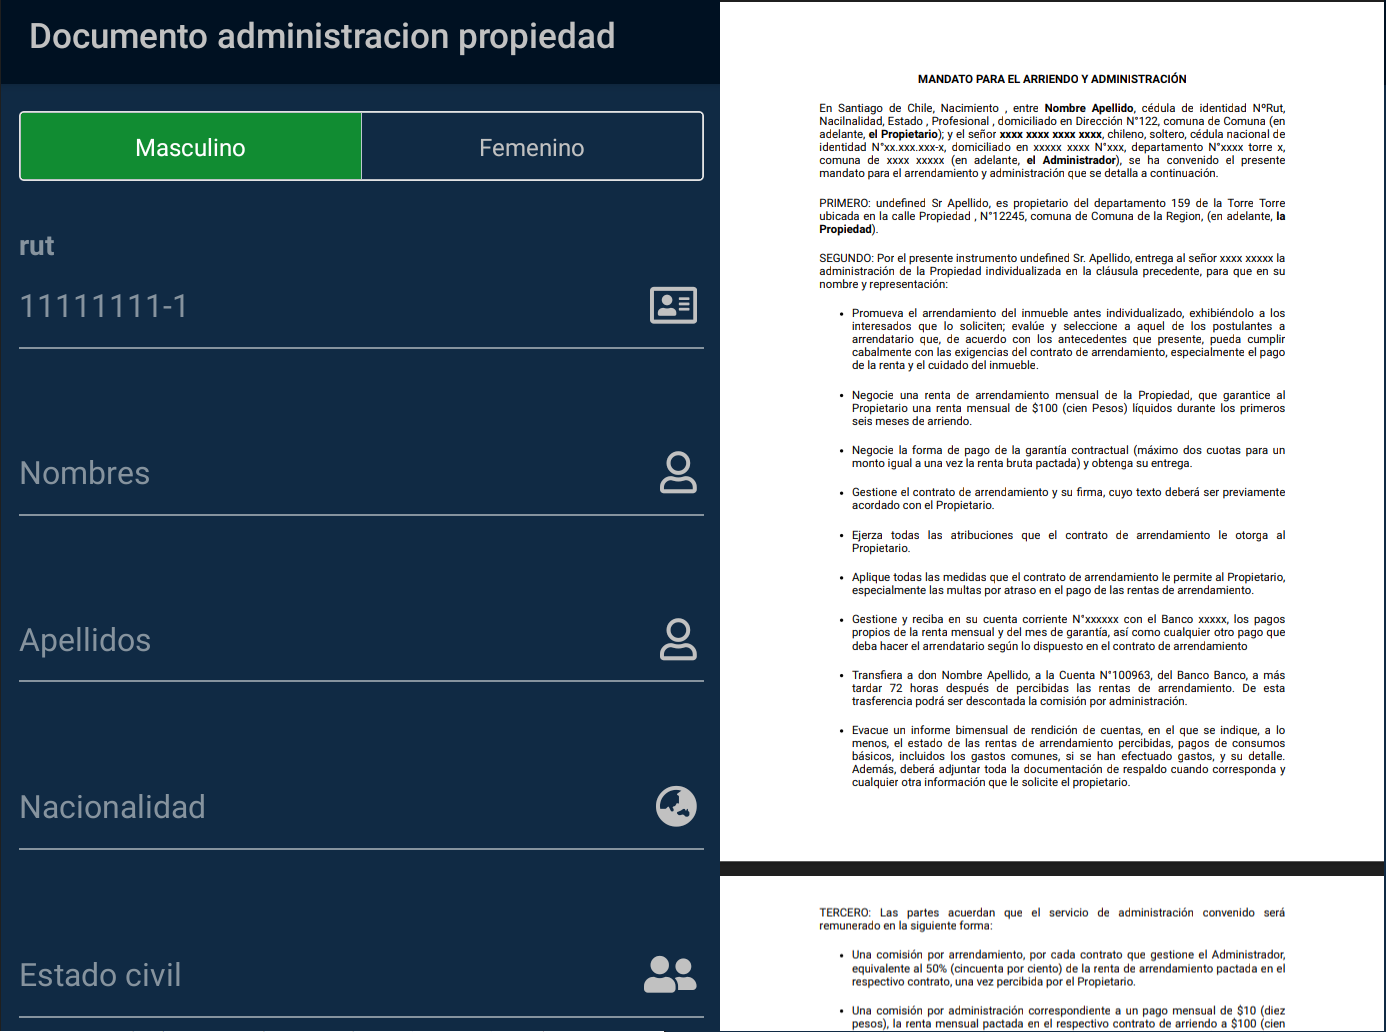 Documento administracion propiedad
Masculino
Femenino
rut
11111111-1
Nombres
Apellidos
Nacionalidad
Estado civil
MANDATO PARA EL ARRIENDO Y ADMINISTRACIÓN
En Santiago de Chile, Nacimiento , entre Nombre Apellido, cédula de identidad NºRut,
Nacilnalidad, Estado , Profesional , domiciliado en Dirección N°122, comuna de Comuna (en
adelante, el Propietario); y el señor xxxx xxxx xxxx xxxx, chileno, soltero, cédula nacional de
identidad N°xx.xxx.xxx-x, domiciliado en xxxxx xxxx N°xxx, departamento N°xxxx torre x,
comuna de xxxx xxxxx (en adelante, el Administrador), se ha convenido el presente
mandato para el arrendamiento y administración que se detalla a continuación.
PRIMERO: undefined Sr Apellido, es propietario del departamento 159 de la Torre Torre
ubicada en la calle Propiedad , N°12245, comuna de Comuna de la Region, (en adelante, la
Propiedad).
SEGUNDO: Por el presente instrumento undefined Sr. Apellido, entrega al señor xxxx xxxxx la
administración de la Propiedad individualizada en la cláusula precedente, para que en su
nombre y representación:
• Promueva el arrendamiento del inmueble antes individualizado, exhibiéndolo a los
interesados que lo soliciten; evalúe y seleccione a aquel de los postulantes a
arrendatario que, de acuerdo con los antecedentes que presente, pueda cumplir
cabalmente con las exigencias del contrato de arrendamiento, especialmente el pago
de la renta y el cuidado del inmueble.
• Negocie una renta de arrendamiento mensual de la Propiedad, que garantice al
Propietario una renta mensual de $100 (cien Pesos) líquidos durante los primeros
seis meses de arriendo.
• Negocie la forma de pago de la garantía contractual (máximo dos cuotas para un
monto igual a una vez la renta bruta pactada) y obtenga su entrega.
• Gestione el contrato de arrendamiento y su firma, cuyo texto deberá ser previamente
acordado con el Propietario.
• Ejerza todas las atribuciones que el contrato de arrendamiento le otorga al
Propietario.
• Aplique todas las medidas que el contrato de arrendamiento le permite al Propietario,
especialmente las multas por atraso en el pago de las rentas de arrendamiento.
• Gestione y reciba en su cuenta corriente N°xxxxxx con el Banco xxxxx, los pagos
propios de la renta mensual y del mes de garantía, así como cualquier otro pago que
deba hacer el arrendatario según lo dispuesto en el contrato de arrendamiento
• Transfiera a don Nombre Apellido, a la Cuenta N°100963, del Banco Banco, a más
tardar 72 horas después de percibidas las rentas de arrendamiento. De esta
trasferencia podrá ser descontada la comisión por administración.
• Evacue un informe bimensual de rendición de cuentas, en el que se indique, a lo
menos, el estado de las rentas de arrendamiento percibidas, pagos de consumos
básicos, incluidos los gastos comunes, si se han efectuado gastos, y su detalle.
Además, deberá adjuntar toda la documentación de respaldo cuando corresponda y
cualquier otra información que le solicite el propietario.
TERCERO: Las partes acuerdan que el servicio de administración convenido será
remunerado en la siguiente forma:
• Una comisión por arrendamiento, por cada contrato que gestione el Administrador,
equivalente al 50% (cincuenta por ciento) de la renta de arrendamiento pactada en el
respectivo contrato, una vez percibida por el Propietario.
• Una comisión por administración correspondiente a un pago mensual de $10 (diez
pesos), la renta mensual pactada en el respectivo contrato de arriendo a $100 (cien